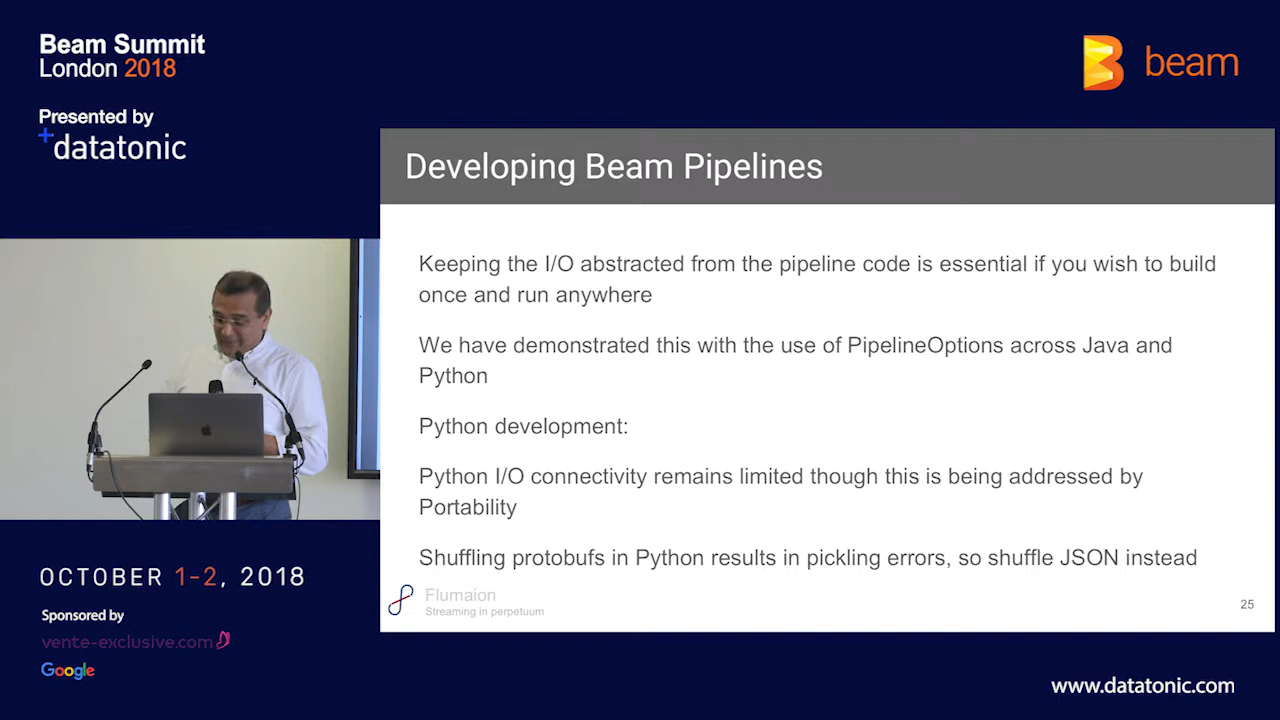 Beam Summit
London 2018
Presented by
+datatonic
beam
Developing Beam Pipelines
Keeping the I/O abstracted from the pipeline code is essential if you wish to build
once and run anywhere
We have demonstrated this with the use of PipelineOptions across Java and
Python
Python development:
Python I/O connectivity remains limited though this is being addressed by
Portability
Shuffling protobufs in Python results in pickling errors, so shuffle JSON instead
Flumaion
Streaming in perpetuum
25
OCTOBER 1-2, 2018
Sponsored by
vente-exclusive.com
Google
www.datatonic.com